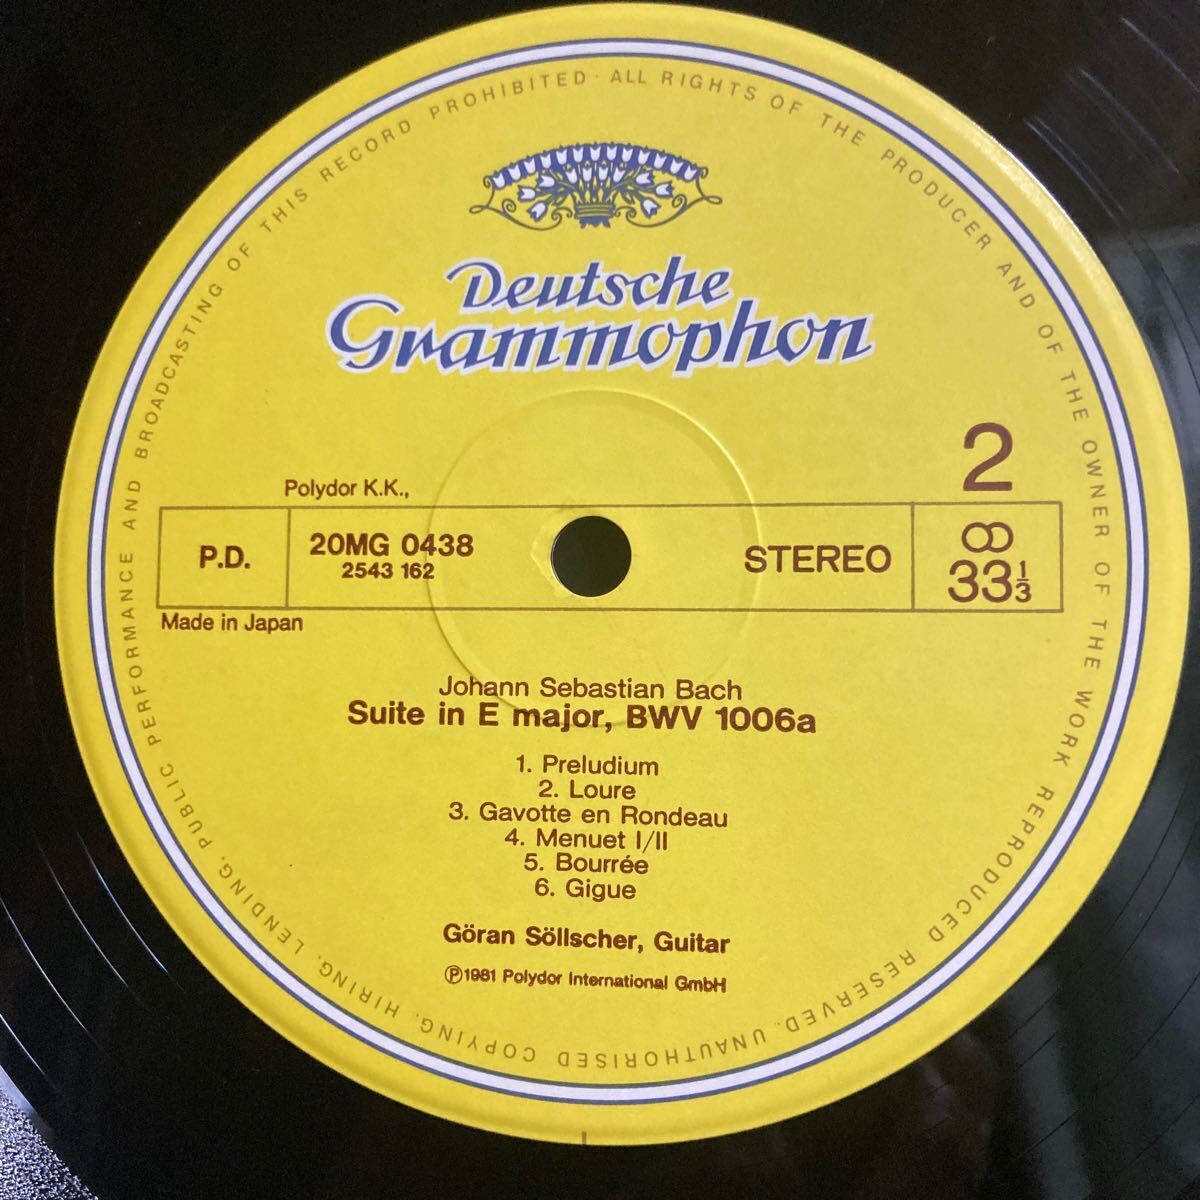 ALL RIGHTS OF THE PRODUCER AND OF THE OWNER OF THE WORK REPRODUCED RESERVED. UNAUTHORISED COPYING, HIRING, LENDING, PUBLIC PERFORMANCE AND BROADCASTING OF THIS RECORD PROHIBITED ·
Deutsche
Grammophon
2
Polydor K.K.,
P.D.
20MG 0438
2543 162
STEREO
∞
33⅓
Made in Japan
Johann Sebastian Bach
Suite in E major, BWV 1006a
1. Preludium
2. Loure
3. Gavotte en Rondeau
4. Menuet I/II
5. Bourrée
6. Gigue
Göran Söllscher, Guitar
℗1981 Polydor International GmbH